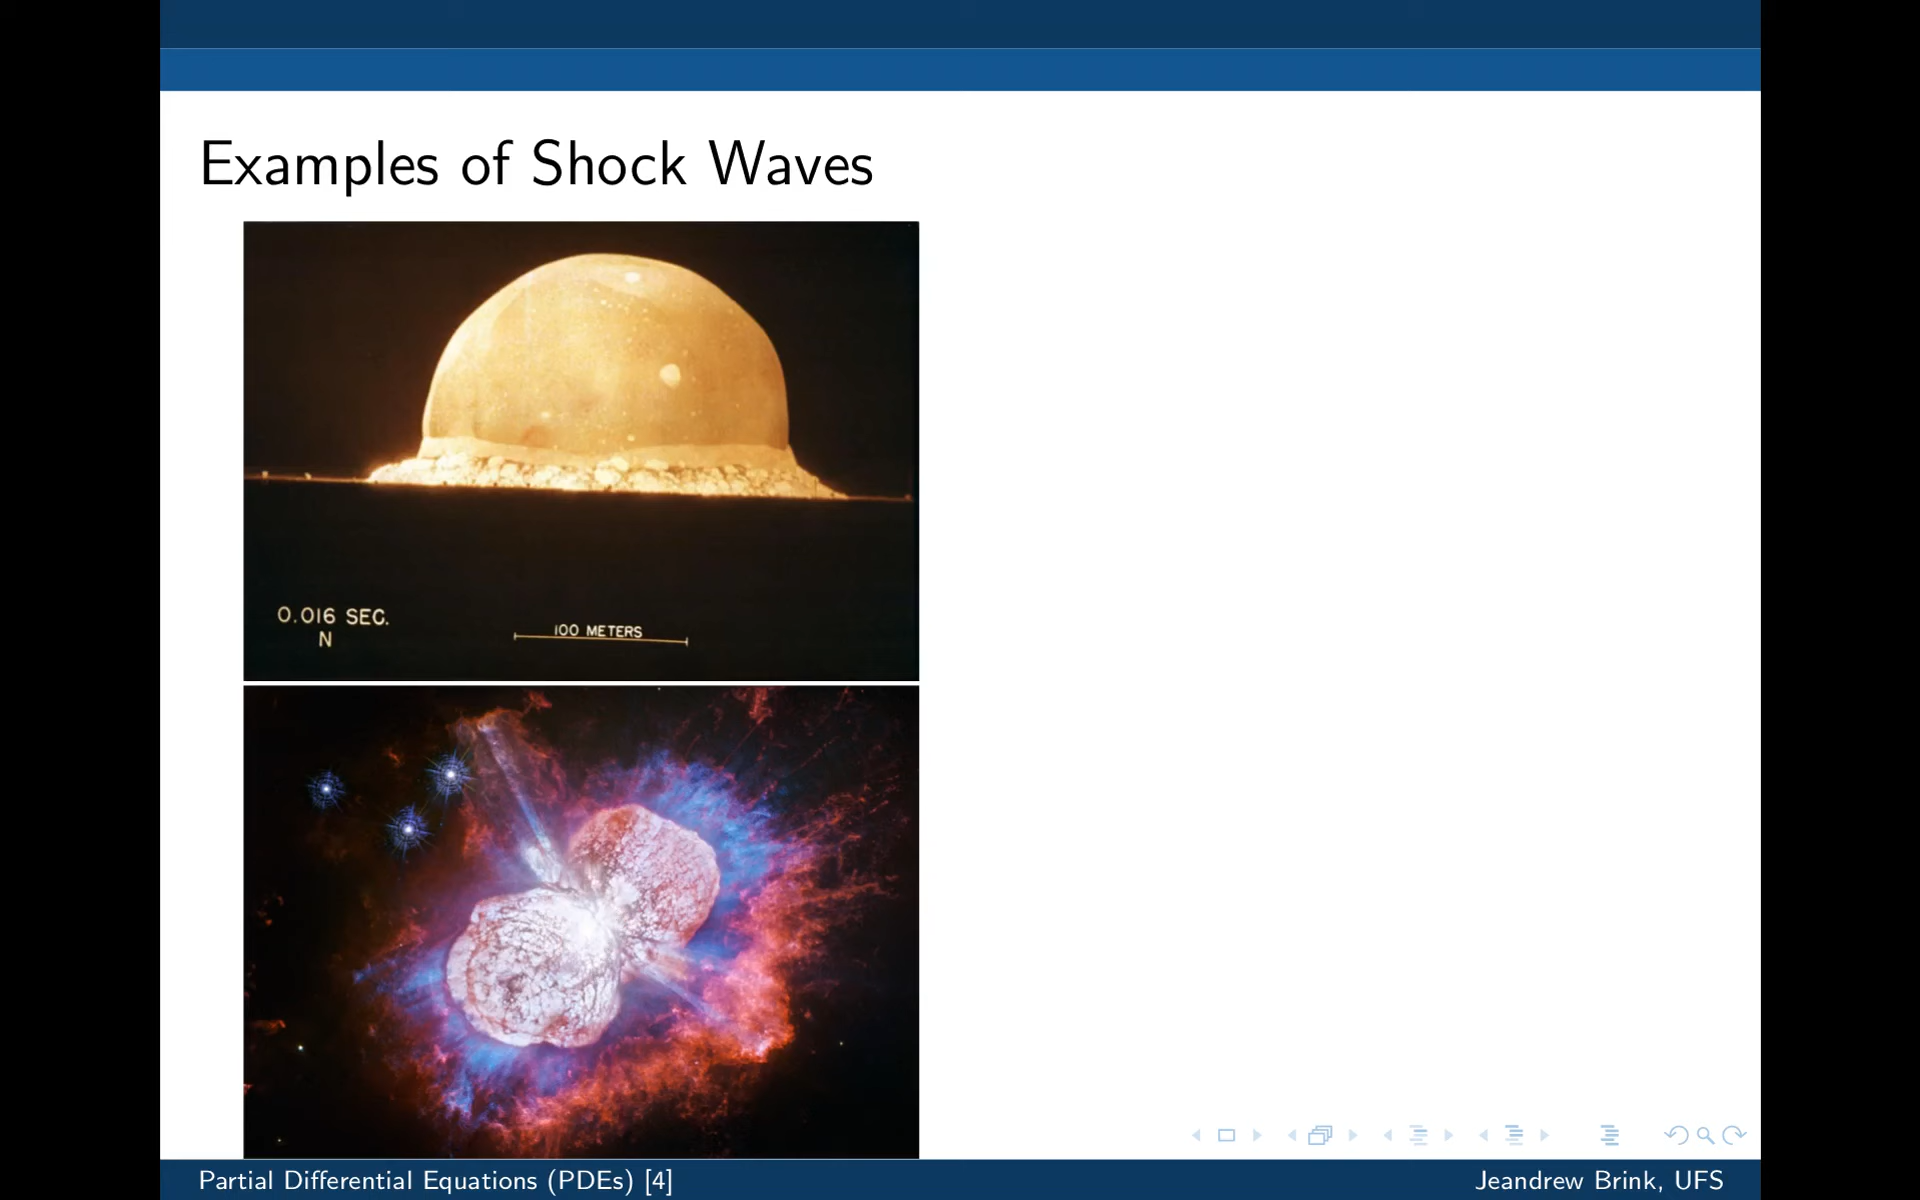 Examples of Shock Waves
0.016 SEC.
N
100 METERS
Partial Differential Equations (PDEs) [4]
Jeandrew Brink, UFS